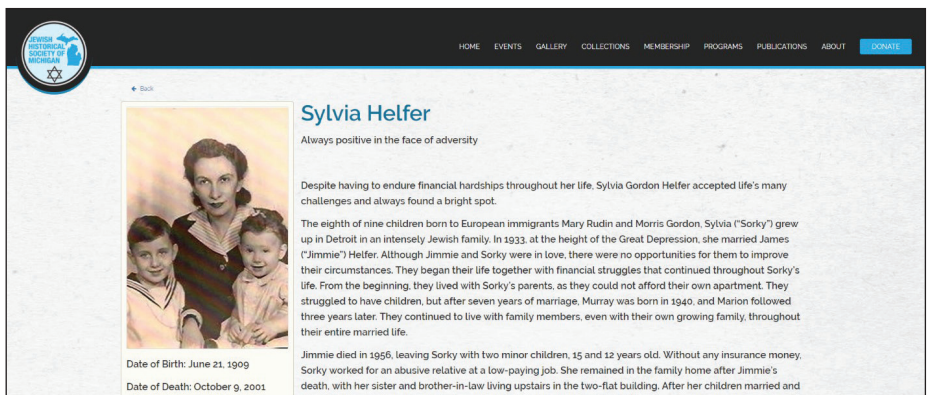 JEWISH
HISTORICAL
SOCIETY OF
MICHIGAN
HOME EVENTS GALLERY COLLECTIONS MEMBERSHIP PROGRAMS PUBLICATIONS ABOUT DONATE
← Back
Sylvia Helfer
Always positive in the face of adversity
Despite having to endure financial hardships throughout her life, Sylvia Gordon Helfer accepted life's many
challenges and always found a bright spot.
The eighth of nine children born to European immigrants Mary Rudin and Morris Gordon, Sylvia ("Sorky") grew
up in Detroit in an intensely Jewish family. In 1933, at the height of the Great Depression, she married James
("Jimmie") Helfer. Although Jimmie and Sorky were in love, there were no opportunities for them to improve
their circumstances. They began their life together with financial struggles that continued throughout Sorky's
life. From the beginning, they lived with Sorky's parents, as they could not afford their own apartment. They
struggled to have children, but after seven years of marriage, Murray was born in 1940, and Marion followed
three years later. They continued to live with family members, even with their own growing family, throughout
their entire married life.
Jimmie died in 1956, leaving Sorky with two minor children, 15 and 12 years old. Without any insurance money,
Sorky worked for an abusive relative at a low-paying job. She remained in the family home after Jimmie's
death, with her sister and brother-in-law living upstairs in the two-flat building. After her children married and
Date of Birth: June 21, 1909
Date of Death: October 9, 2001